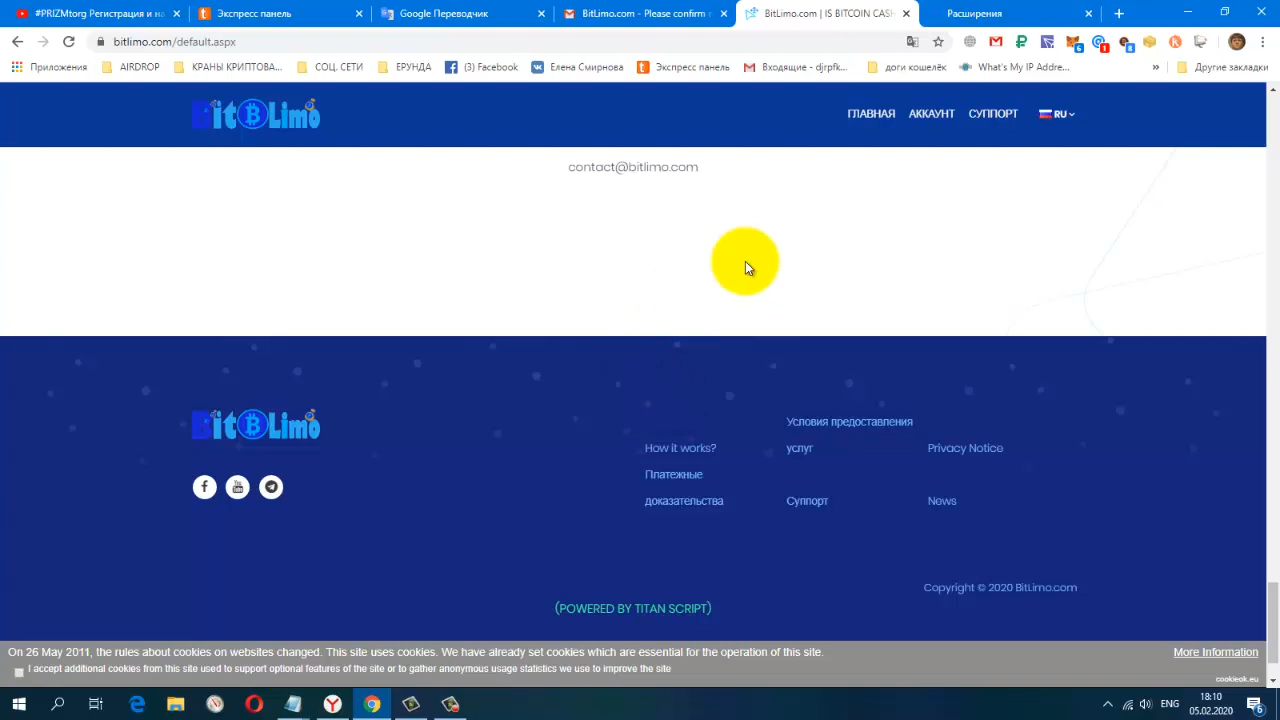 #PRIZMtorg Регистрация и на
Экспресс панель
Google Переводчик
BitLimo.com - Please confirm r
BitLimo.com | IS BITCOIN CASH
Расширения
bitlimo.com/default.aspx
6
1
8
Приложения
AIRDROP
КРАНЫ КРИПТОВА...
СОЦ. СЕТИ
ЕРУНДА
(3) Facebook
Елена Смирнова
Экспресс панель
Входящие - djrpfk...
доги кошелёк
What's My IP Addre...
»
Другие закладки
BitLimo
ГЛАВНАЯ
АККАУНТ
СУППОРТ
RU
contact@bitlimo.com
BitLimo
Условия предоставления
How it works?
услуг
Privacy Notice
Платежные
доказательства
Суппорт
News
Copyright © 2020 BitLimo.com
(POWERED BY TITAN SCRIPT)
On 26 May 2011, the rules about cookies on websites changed. This site uses cookies. We have already set cookies which are essential for the operation of this site.
More Information
I accept additional cookies from this site used to support optional features of the site or to gather anonymous usage statistics we use to improve the site
cookieok.eu
ENG
18:10
05.02.2020
6